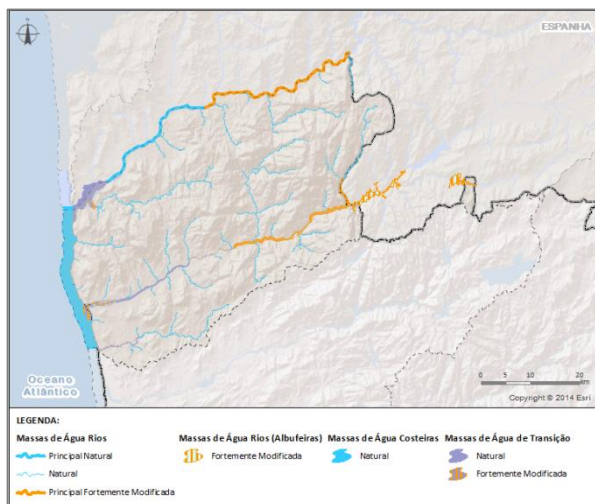 ESPANHA
Oceano
Atlântico
0 5 10 20
km
Copyright © 2014 Esri
LEGENDA:
Massas de Água Rios
Principal Natural
Natural
Principal Fortemente Modificada
Massas de Água Rios (Albufeiras)
Fortemente Modificada
Massas de Água Costeiras
Natural
Massas de Água de Transição
Natural
Fortemente Modificada